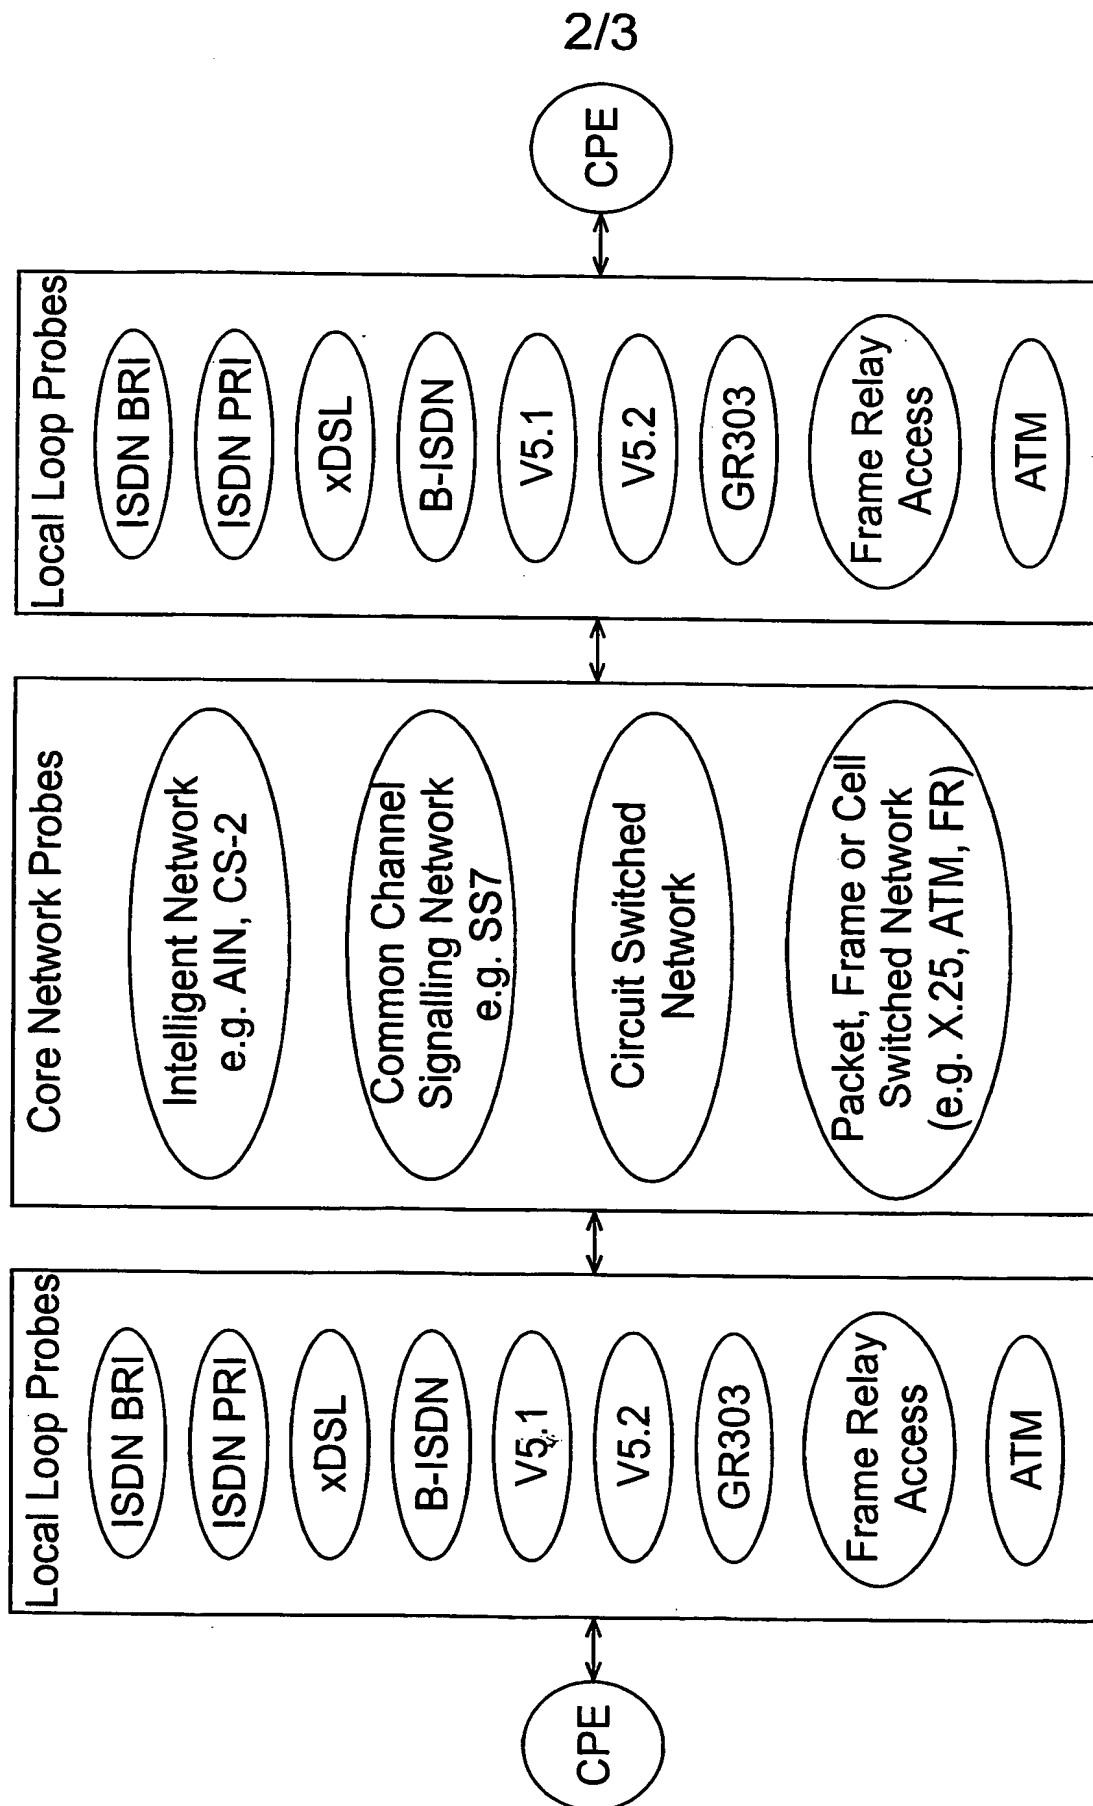 2/3
CPE
Local Loop Probes
ISDN BRI
ISDN PRI
xDSL
B-ISDN
V5.1
V5.2
GR303
Frame Relay
Access
ATM
Core Network Probes
Intelligent Network
e.g. AIN, CS-2
Common Channel
Signalling Network
e.g. SS7
Circuit Switched
Network
Packet, Frame or Cell
Switched Network
(e.g. X.25, ATM, FR)
Local Loop Probes
ISDN BRI
ISDN PRI
xDSL
B-ISDN
V5.1
V5.2
GR303
Frame Relay
Access
ATM
CPE